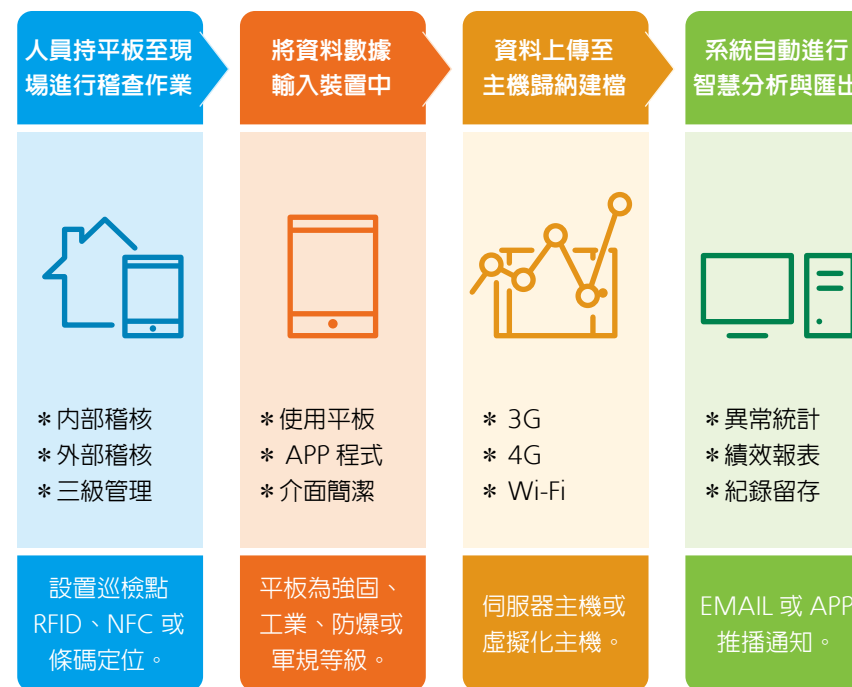 人員持平板至現
場進行稽查作業
將資料數據
輸入裝置中
資料上傳至
主機歸納建檔
系統自動進行
智慧分析與匯出
＊內部稽核
＊外部稽核
＊三級管理
＊使用平板
＊ APP 程式
＊介面簡潔
＊ 3G
＊ 4G
＊ Wi-Fi
＊異常統計
＊績效報表
＊紀錄留存
設置巡檢點
RFID、NFC 或
條碼定位。
平板為強固、
工業、防爆或
軍規等級。
伺服器主機或
虛擬化主機。
EMAIL 或 APP
推播通知。